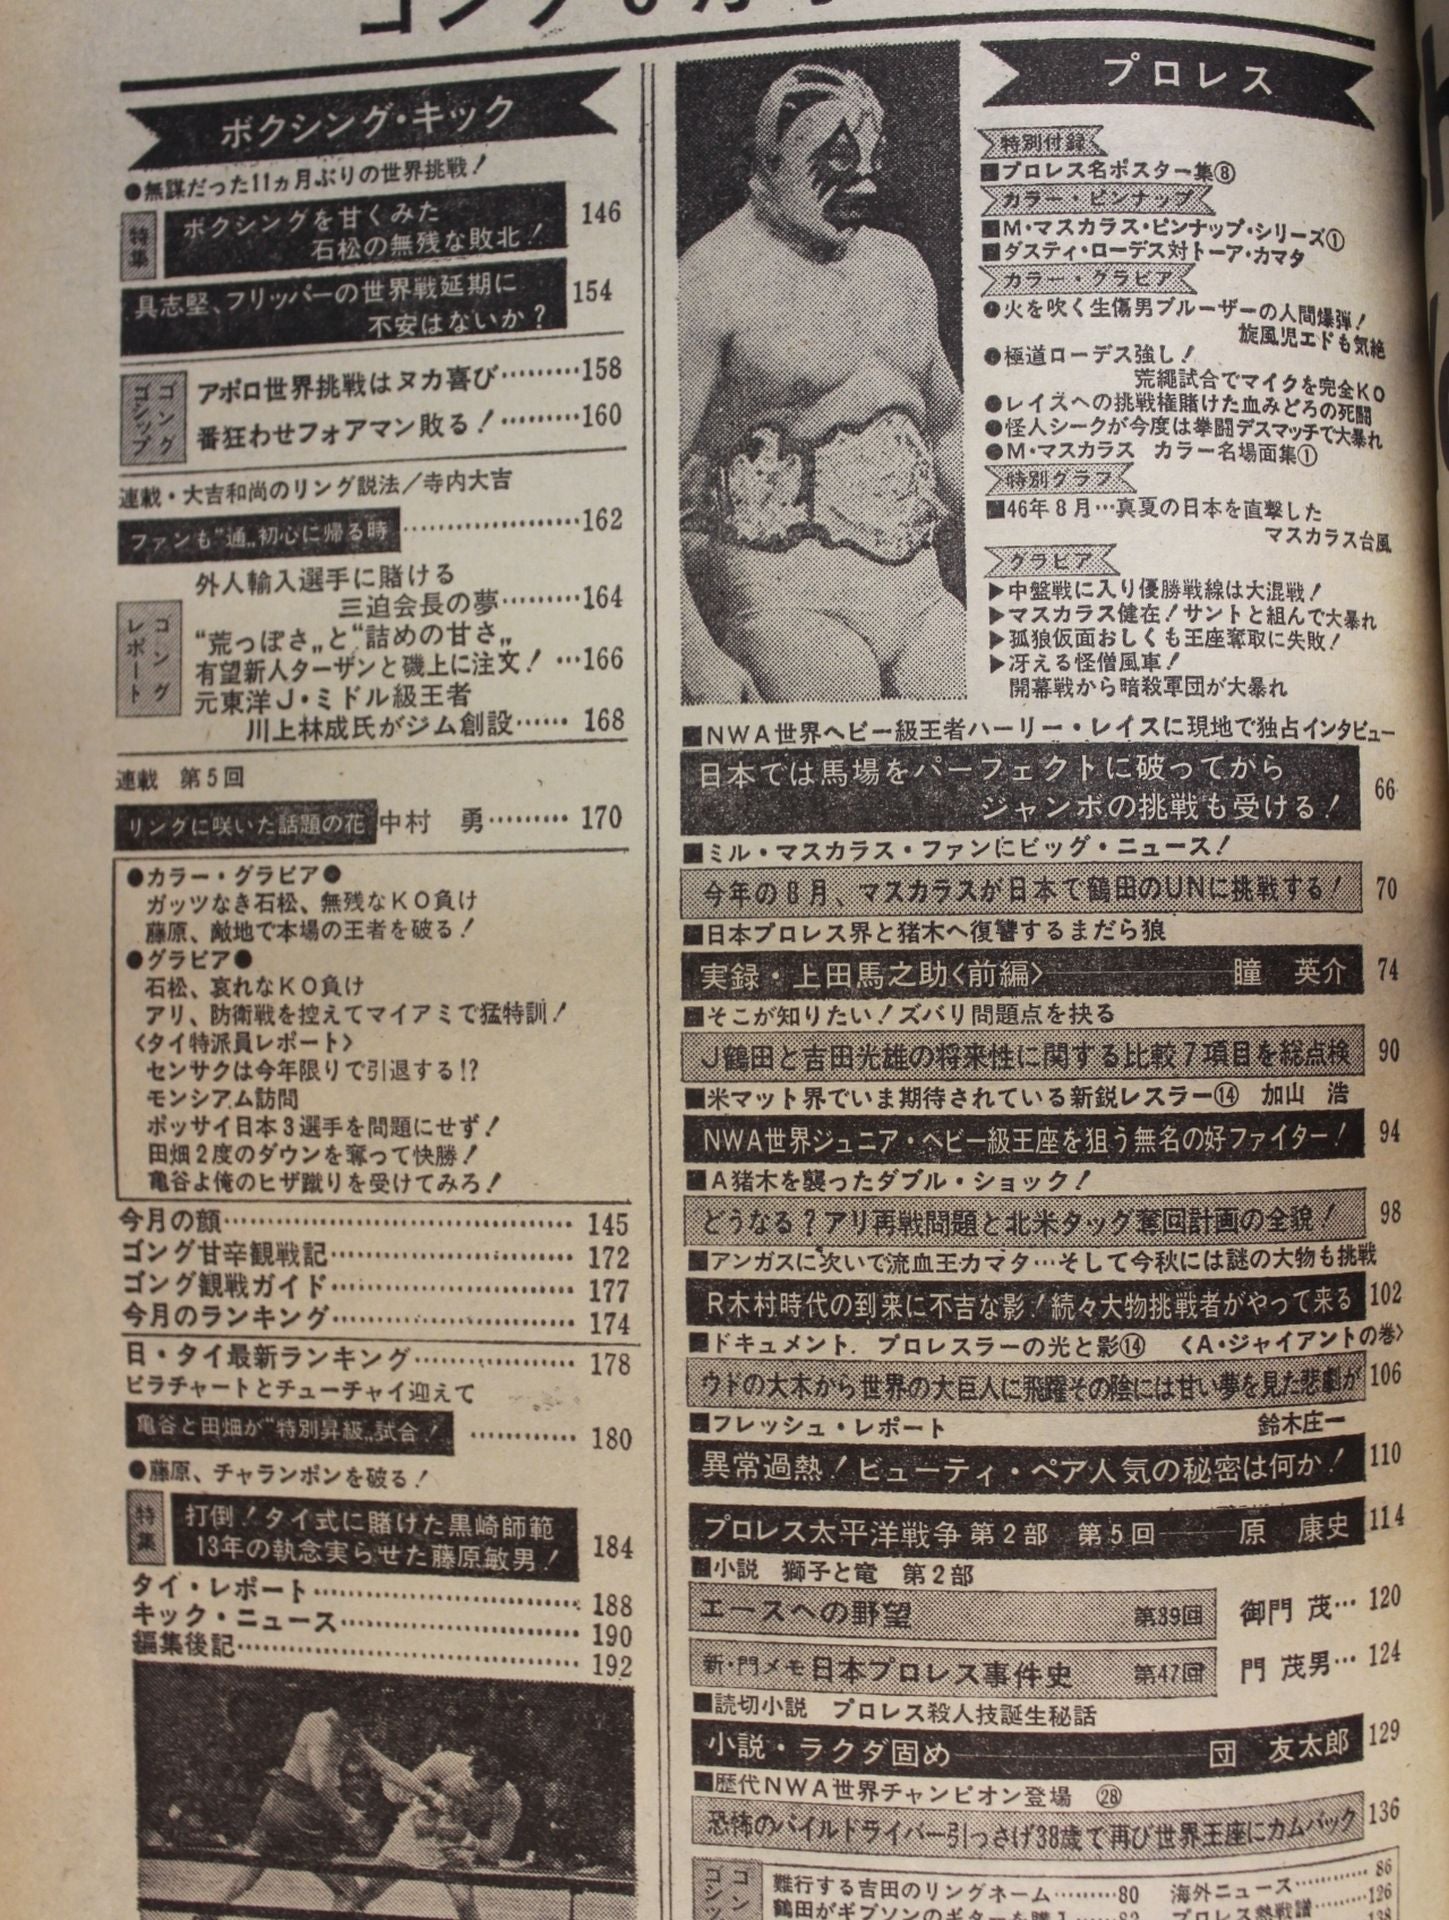 プロレス
特別付録
■プロレス名ポスター集⑧
カラー・ピンナップ
■M・マスカラス・ピンナップ・シリーズ①
■ダスティ・ローデス対トーア・カマタ
カラー・グラビア
●火を吹く生傷男ブルーザーの人間爆弾!
旋風児エドも気絶
●極道ローデス強し!
荒縄試合でマイクを完全KO
●レイスへの挑戦権賭けた血みどろの死闘
●怪人シークが今度は拳闘デスマッチで大暴れ
●M・マスカラス カラー名場面集①
特別グラフ
■46年8月…真夏の日本を直撃した
マスカラス台風
グラビア
▶中盤戦に入り優勝戦線は大混戦!
▶マスカラス健在!サントと組んで大暴れ
▶孤狼仮面おしくも王座奪取に失敗!
▶冴える怪僧風車!
開幕戦から暗殺軍団が大暴れ
■NWA世界ヘビー級王者ハーリー・レイスに現地で独占インタビュー
日本では馬場をパーフェクトに破ってから
ジャンボの挑戦も受ける! 66
■ミル・マスカラス・ファンにビッグ・ニュース!
今年の8月、マスカラスが日本で鶴田のUNに挑戦する! 70
■日本プロレス界と猪木へ復讐するまだら狼
実録・上田馬之助〈前編〉 瞳 英介 74
■そこが知りたい!ズバリ問題点を抉る
J鶴田と吉田光雄の将来性に関する比較7項目を総点検 90
■米マット界でいま期待されている新鋭レスラー⑭ 加山 浩
NWA世界ジュニア・ヘビー級王座を狙う無名の好ファイター! 94
■A猪木を襲ったダブル・ショック!
どうなる?アリ再戦問題と北米タッグ奪回計画の全貌! 98
■アンガスに次いで流血王カマタ…そして今秋には謎の大物も挑戦
R木村時代の到来に不吉な影!続々大物挑戦者がやって来る 102
■ドキュメント. プロレスラーの光と影⑭ 〈A・ジャイアントの巻〉
ウドの大木から世界の大巨人に飛躍その陰には甘い夢を見た悲劇が 106
■フレッシュ・レポート 鈴木庄一
異常過熱!ビューティ・ペア人気の秘密は何か! 110
プロレス太平洋戦争 第2部 第5回 原 康史 114
■小説 獅子と竜 第2部
エースへの野望 第39回 御門 茂… 120
新・門メモ日本プロレス事件史 第47回 門 茂男… 124
■読切小説 プロレス殺人技誕生秘話
小説・ラクダ固め 団 友太郎 129
■歴代NWA世界チャンピオン登場 ㉘
恐怖のパイルドライバー引っさげ38歳で再び世界王座にカムバック 136
難行する吉田のリングネーム………80
海外ニュース………… 86
プロレス熱戦譜………126
ボクシング・キック
●無謀だった11ヵ月ぶりの世界挑戦!
特集
ボクシングを甘くみた
石松の無残な敗北! 146
具志堅、フリッパーの世界戦延期に
不安はないか? 154
ゴング
ゴシップ
アポロ世界挑戦はヌカ喜び………158
番狂わせフォアマン敗る!………160
連載・大吉和尚のリング説法/寺内大吉
ファンも“通„初心に帰る時…………………162
ゴング
レポート
外人輸入選手に賭ける
三迫会長の夢………164
“荒っぽさ„と“詰めの甘さ„
有望新人ターザンと磯上に注文!…166
元東洋J・ミドル級王者
川上林成氏がジム創設…… 168
連載 第5回
リングに咲いた話題の花 中村 勇……… 170
●カラー・グラビア●
ガッツなき石松、無残なKO負け
藤原、敵地で本場の王者を破る!
●グラビア●
石松、哀れなKO負け
アリ、防衛戦を控えてマイアミで猛特訓!
〈タイ特派員レポート〉
センサクは今年限りで引退する!?
モンシアム訪問
ポッサイ日本3選手を問題にせず!
田畑2度のダウンを奪って快勝!
亀谷よ俺のヒザ蹴りを受けてみろ!
今月の顔……………………………… 145
ゴング甘辛観戦記…………………… 172
ゴング観戦ガイド…………………… 177
今月のランキング…………………… 174
日・タイ最新ランキング…………… 178
ピラチャートとチューチャイ迎えて
亀谷と田畑が“特別昇級„試合! ………… 180
●藤原、チャランポンを破る!
特集
打倒!タイ式に賭けた黒崎師範
13年の執念実らせた藤原敏男! 184
タイ・レポート……………………… 188
キック・ニュース…………………… 190
編集後記……………………………… 192